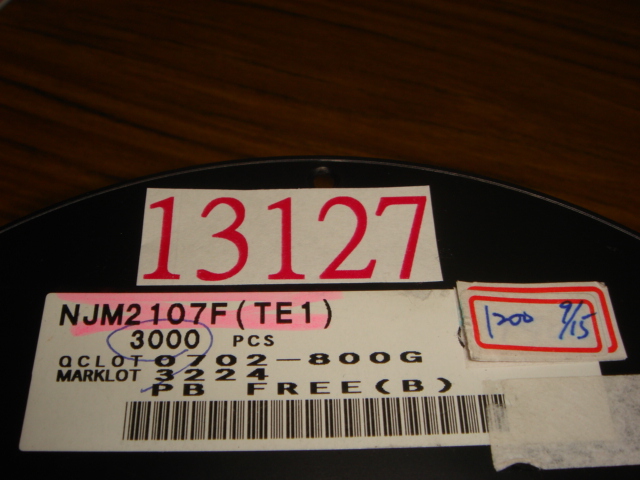 13127
NJM2107F(TE1)
3000 PCS
1200 9/15
QCLOT 0702-800G
MARKLOT 3224
PB FREE(B)